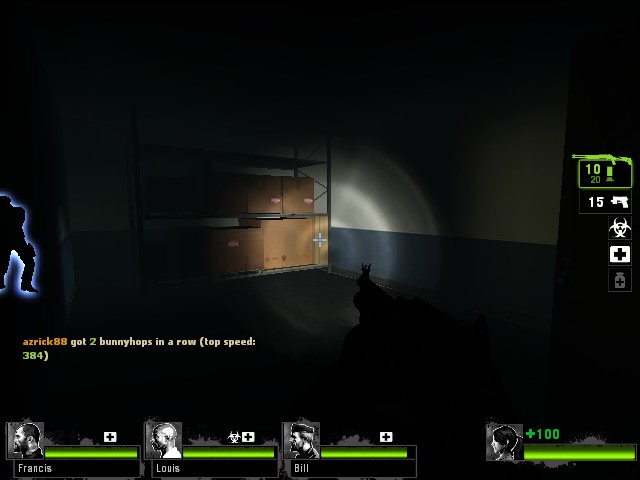 10
20
15
azrick88 got 2 bunnyhops in a row (top speed:
384)
+100
Francis
Louis
Bill